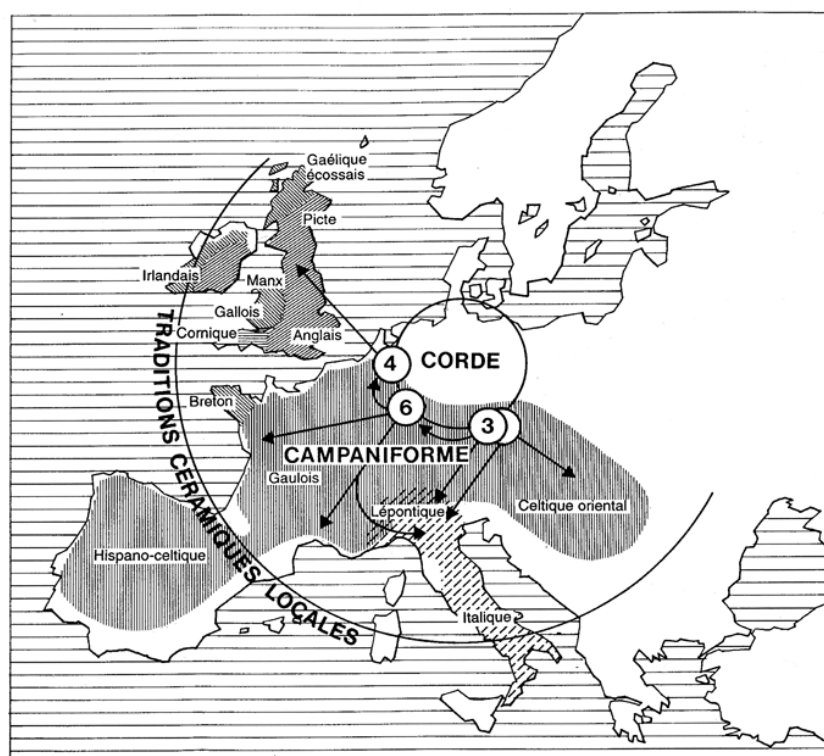 Gaélique
écossais
Picte
Irlandais
Manx
Gallois
Cornique
Anglais
4
CORDE
Breton
6
3
CAMPANIFORME
Gaulois
Lépontique
Celtique oriental
Hispano-celtique
Italique
TRADITIONS CERAMIQUES LOCALES